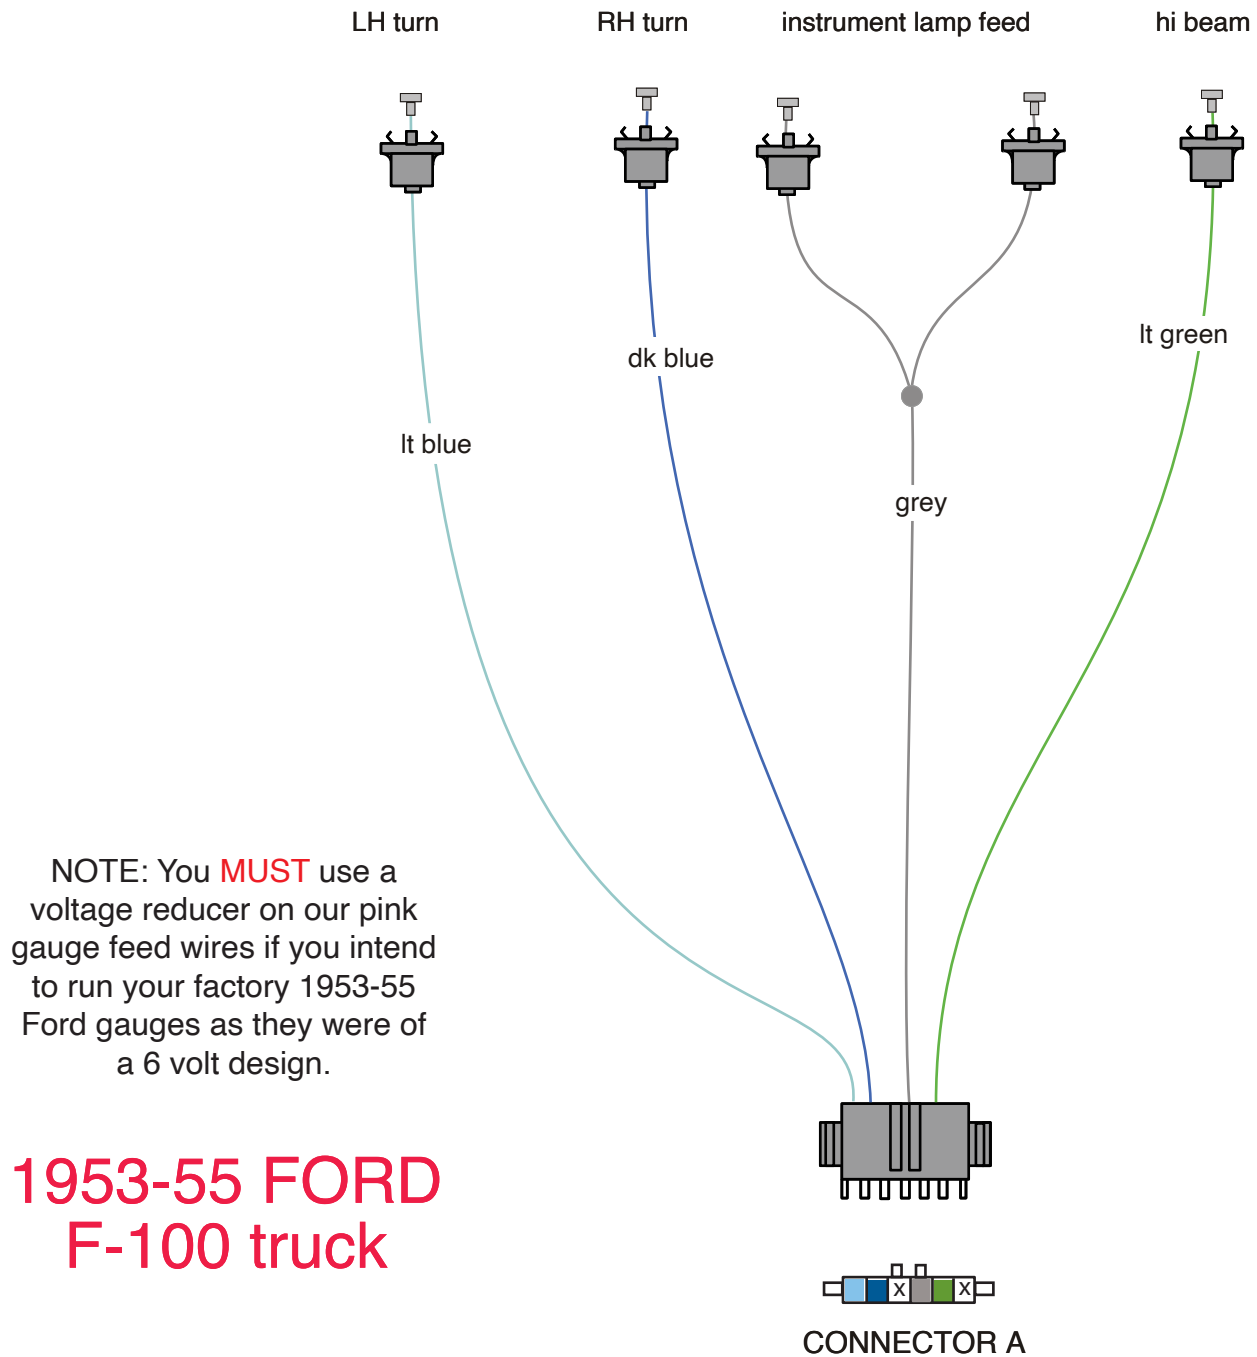 LH turn
RH turn
instrument lamp feed
hi beam
lt green
dk blue
lt blue
grey
NOTE: You MUST use a
voltage reducer on our pink
gauge feed wires if you intend
to run your factory 1953-55
Ford gauges as they were of
a 6 volt design.
1953-55 FORD
F-100 truck
X X
CONNECTOR A